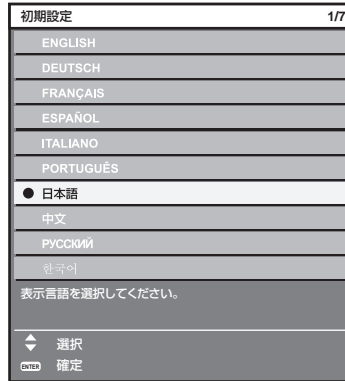 初期設定 1/7
ENGLISH
DEUTSCH
FRANÇAIS
ESPAÑOL
ITALIANO
PORTUGUÊS
日本語
中文
РУССКИЙ
한국어
表示言語を選択してください。
選択
ENTER 確定